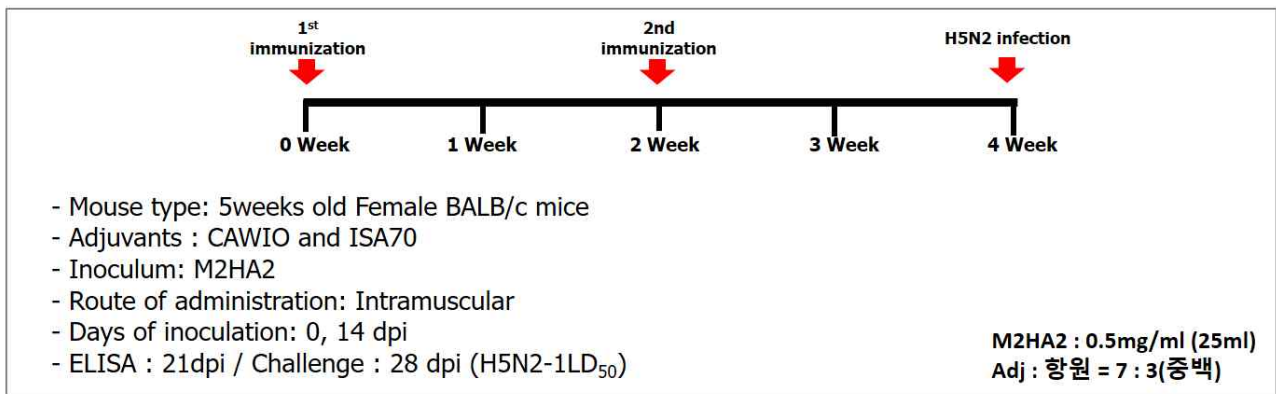 1st
immunization
2nd
immunization
H5N2 infection
0 Week
1 Week
2 Week
3 Week
4 Week
- Mouse type: 5weeks old Female BALB/c mice
- Adjuvants : CAWIO and ISA70
- Inoculum: M2HA2
- Route of administration: Intramuscular
- Days of inoculation: 0, 14 dpi
- ELISA : 21dpi / Challenge : 28 dpi (H5N2-1LD50)
M2HA2 : 0.5mg/ml (25ml)
Adj : 항원 = 7 : 3(중백)